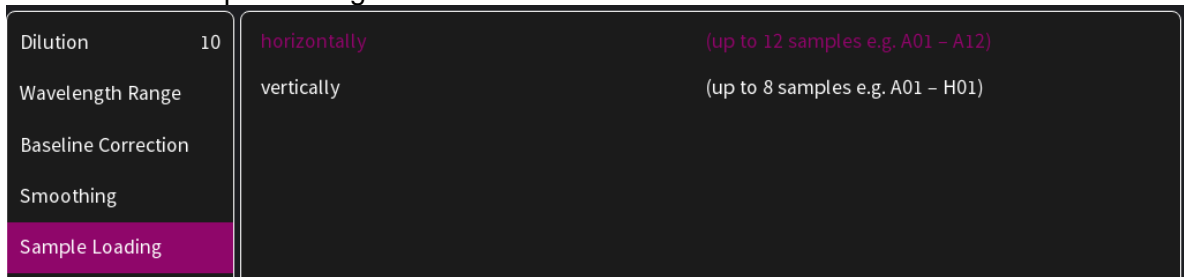 Dilution 10
Wavelength Range
Baseline Correction
Smoothing
Sample Loading
horizontally (up to 12 samples e.g. A01 – A12)
vertically (up to 8 samples e.g. A01 – H01)